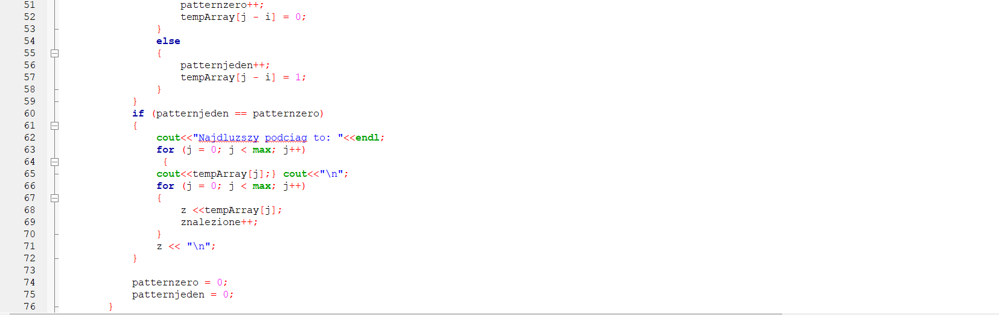 51 patternzero++;
52 tempArray[j - i] = 0;
53 }
54 else
55 {
56 patternjeden++;
57 tempArray[j - i] = 1;
58 }
59 }
60 if (patternjeden == patternzero)
61 {
62 cout<<"Najdluzszy podciag to: "<<endl;
63 for (j = 0; j < max; j++)
64 {
65 cout<<tempArray[j];} cout<<"\n";
66 for (j = 0; j < max; j++)
67 {
68 z <<tempArray[j];
69 znalezione++;
70 }
71 z << "\n";
72 }
73
74 patternzero = 0;
75 patternjeden = 0;
76 }